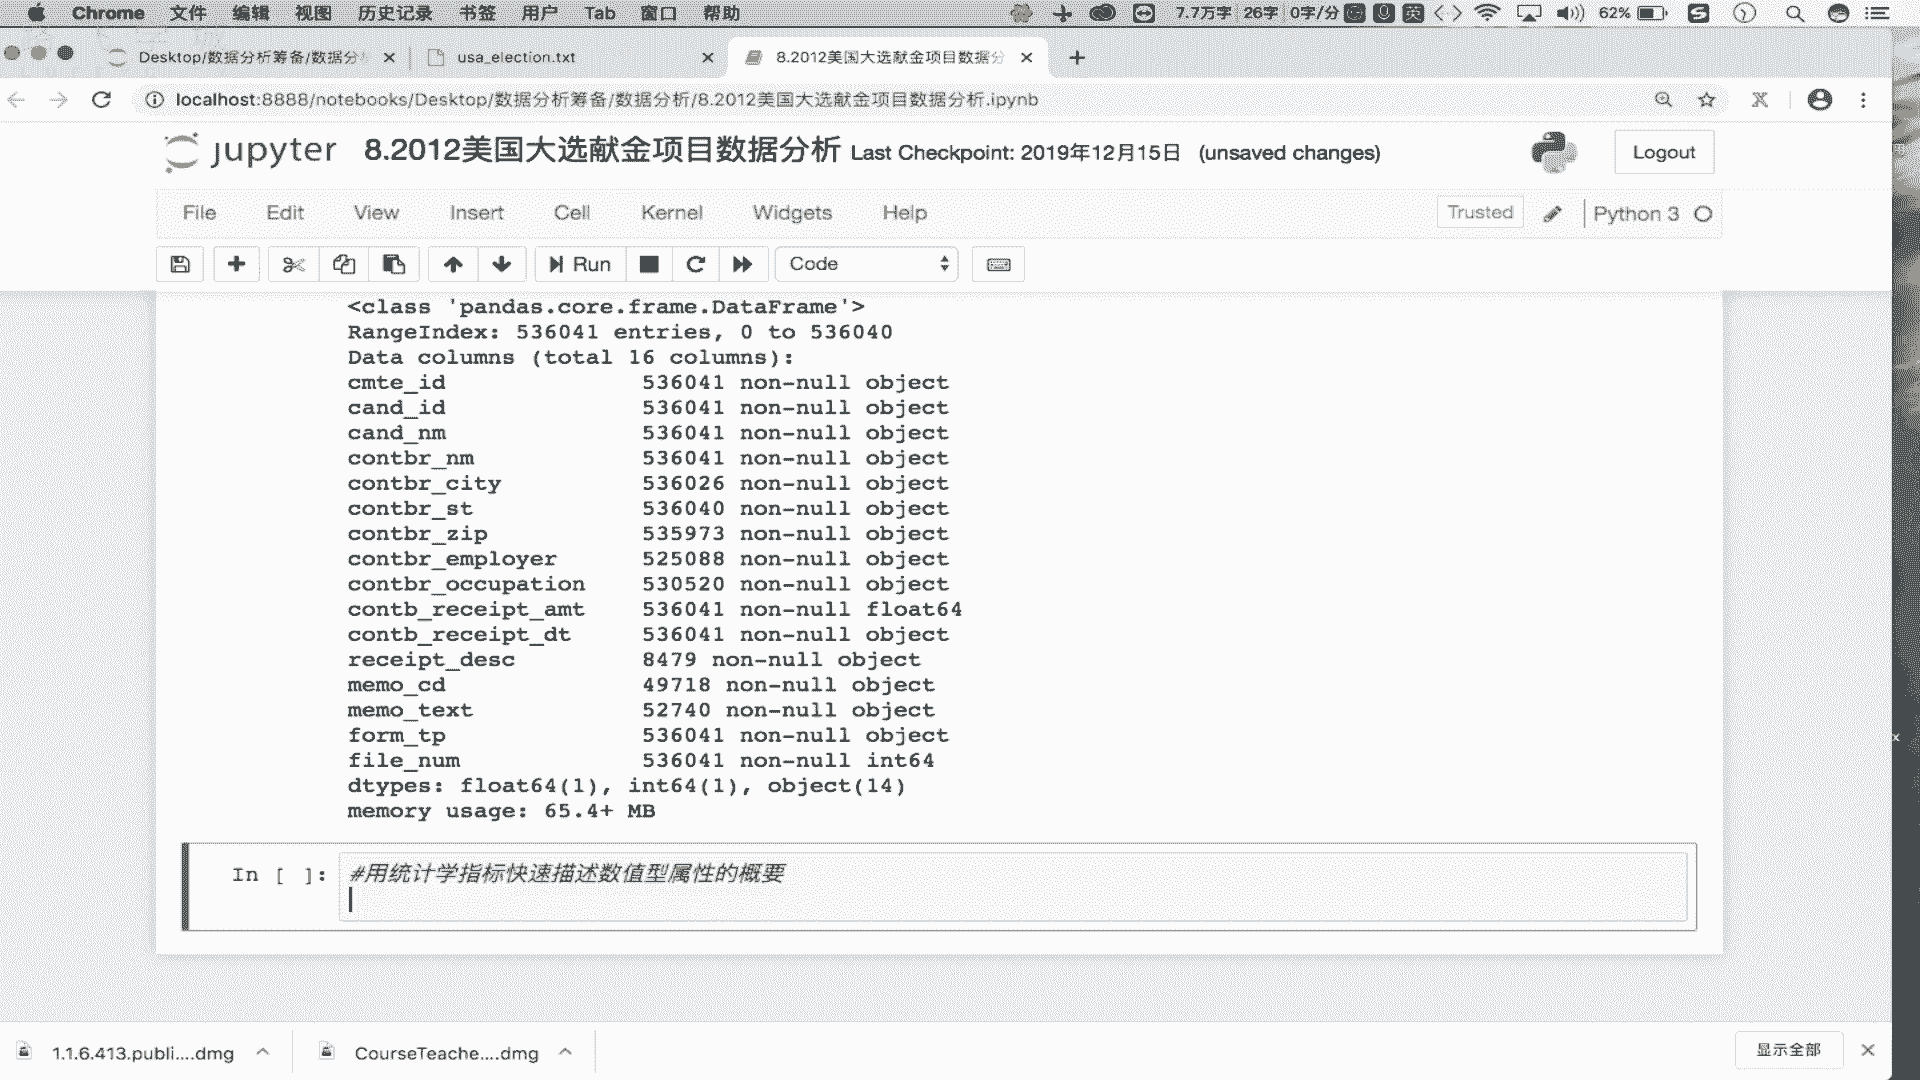 Chrome 文件 编辑 视图 历史记录 书签 用户 Tab 窗口 帮助 7.7万字 26字 0字/分 英 62%
Desktop/数据分析筹备/数据分 usa_election.txt 8.2012美国大选献金项目数据分
localhost:8888/notebooks/Desktop/数据分析筹备/数据分析/8.2012美国大选献金项目数据分析.ipynb
jupyter 8.2012美国大选献金项目数据分析 Last Checkpoint: 2019年12月15日 (unsaved changes) Logout
File Edit View Insert Cell Kernel Widgets Help Trusted Python 3
Run Code
<class 'pandas.core.frame.DataFrame'>
RangeIndex: 536041 entries, 0 to 536040
Data columns (total 16 columns):
cmte_id 536041 non-null object
cand_id 536041 non-null object
cand_nm 536041 non-null object
contbr_nm 536041 non-null object
contbr_city 536026 non-null object
contbr_st 536040 non-null object
contbr_zip 535973 non-null object
contbr_employer 525088 non-null object
contbr_occupation 530520 non-null object
contb_receipt_amt 536041 non-null float64
contb_receipt_dt 536041 non-null object
receipt_desc 8479 non-null object
memo_cd 49718 non-null object
memo_text 52740 non-null object
form_tp 536041 non-null object
file_num 536041 non-null int64
dtypes: float64(1), int64(1), object(14)
memory usage: 65.4+ MB
In [ ]: #用统计学指标快速描述数值型属性的概要
1.1.6.413.publi....dmg CourseTeache....dmg 显示全部